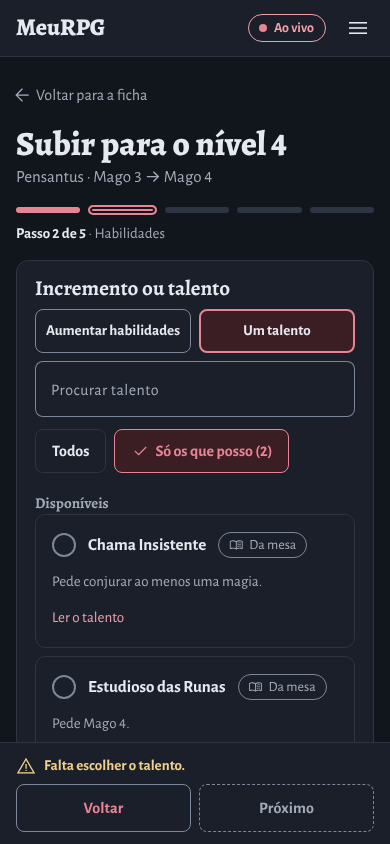 MeuRPG
Ao vivo
Voltar para a ficha
Subir para o nível 4
Pensantus · Mago 3 → Mago 4
Passo 2 de 5 · Habilidades
Incremento ou talento
Aumentar habilidades
Um talento
Procurar talento
Todos
Só os que posso (2)
Disponíveis
Chama Insistente
Da mesa
Pede conjurar ao menos uma magia.
Ler o talento
Estudioso das Runas
Da mesa
Pede Mago 4.
Falta escolher o talento.
Voltar
Próximo